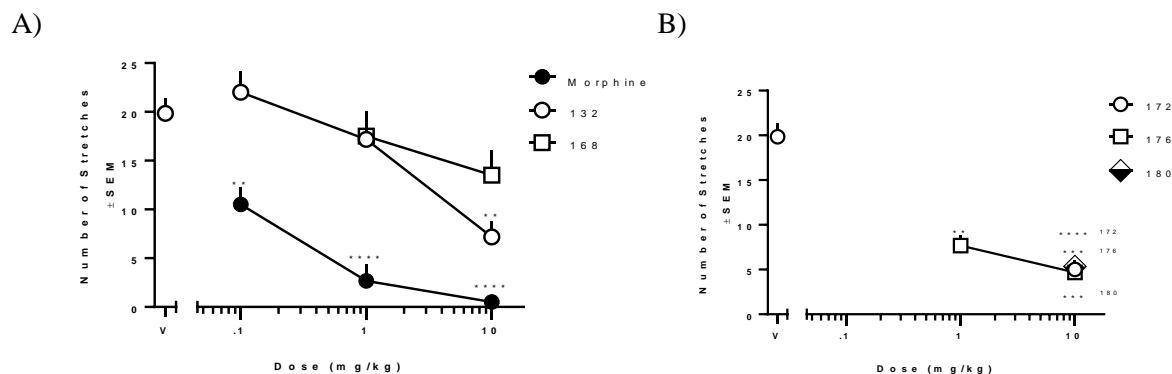 A)
B)
25
20
15
10
5
0
Number of Stretches
±SEM
**
****
****
**
V
.1
1
10
Dose (mg/kg)
Morphine
132
168
25
20
15
10
5
0
Number of Stretches
±SEM
**
**** 172
*** 176
*** 180
V
.1
1
10
Dose (mg/kg)
172
176
180